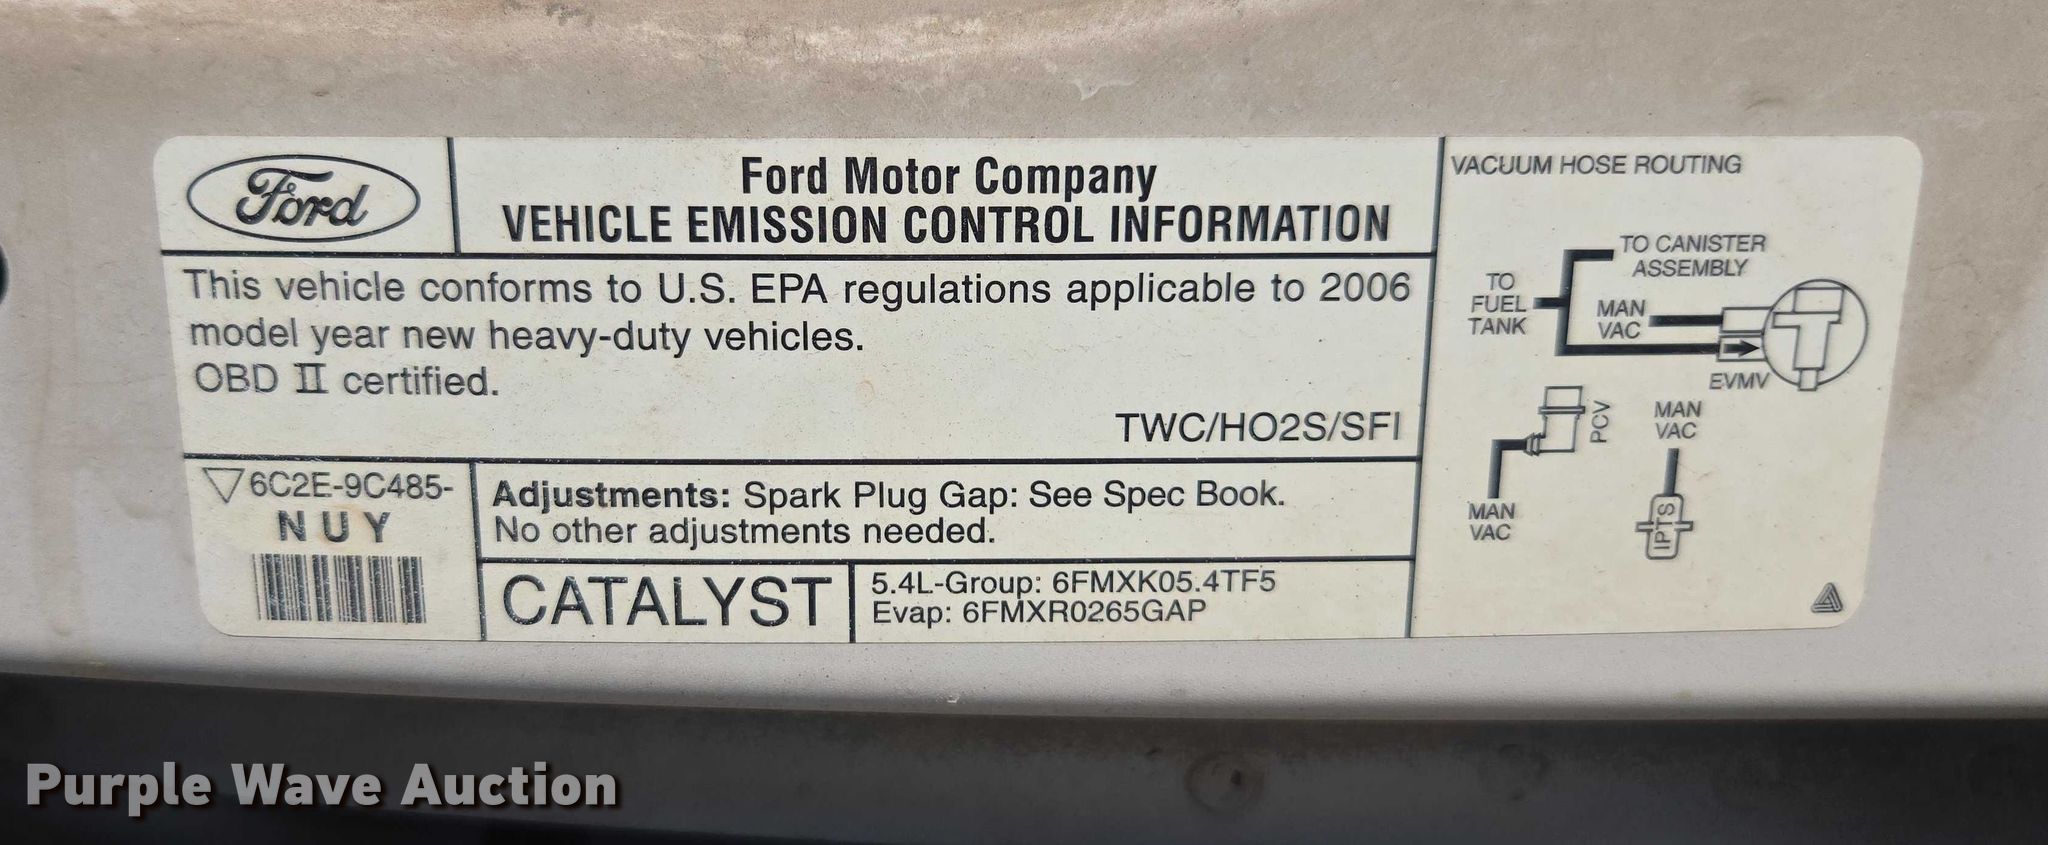 Ford
Ford Motor Company
VEHICLE EMISSION CONTROL INFORMATION
This vehicle conforms to U.S. EPA regulations applicable to 2006
model year new heavy-duty vehicles.
OBD II certified.
TWC/HO2S/SFI
6C2E-9C485-
NUY
Adjustments: Spark Plug Gap: See Spec Book.
No other adjustments needed.
CATALYST
5.4L-Group: 6FMXK05.4TF5
Evap: 6FMXR0265GAP
VACUUM HOSE ROUTING
TO CANISTER
ASSEMBLY
TO
FUEL
TANK
MAN
VAC
EVMV
PCV
MAN
VAC
MAN
VAC
IPTS
Purple Wave Auction